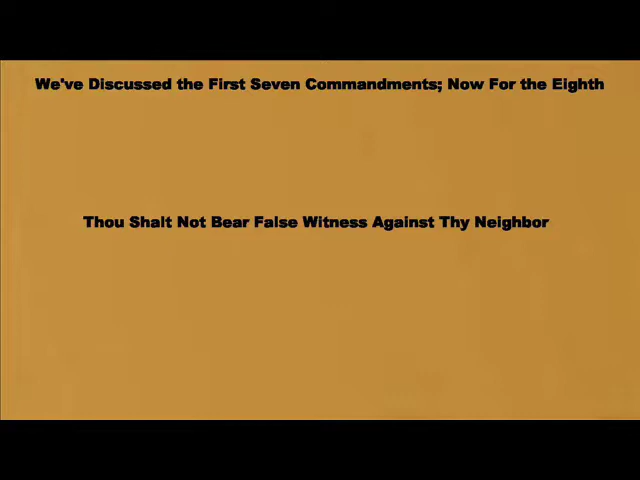 We've Discussed the First Seven Commandments; Now For the Eighth
Thou Shalt Not Bear False Witness Against Thy Neighbor